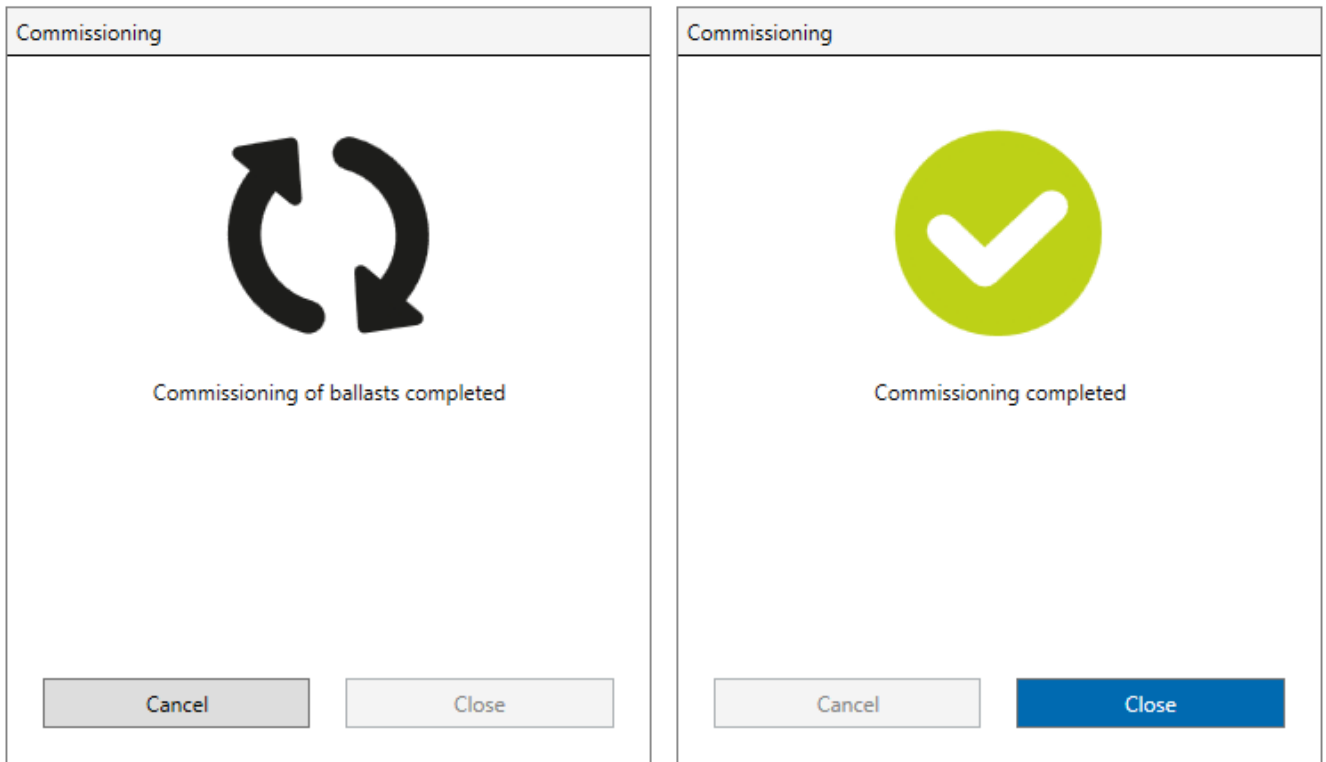 Commissioning
Commissioning of ballasts completed
Cancel
Close
Commissioning
Commissioning completed
Cancel
Close